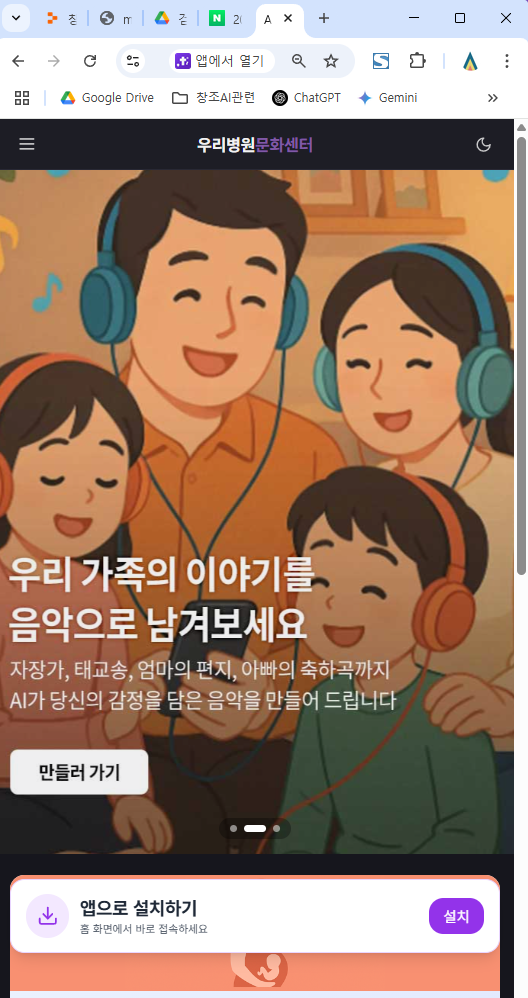 창
m
검
2
A
앱에서 열기
Google Drive
창조AI관련
ChatGPT
Gemini
우리병원문화센터
우리 가족의 이야기를
음악으로 남겨보세요
자장가, 태교송, 엄마의 편지, 아빠의 축하곡까지
AI가 당신의 감정을 담은 음악을 만들어 드립니다
만들러 가기
앱으로 설치하기
홈 화면에서 바로 접속하세요
설치